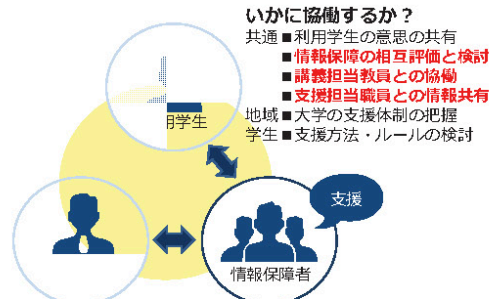 いかに協働するか？
共通 ■利用学生の意思の共有
■情報保障の相互評価と検討
■講義担当教員との協働
■支援担当職員との情報共有
地域 ■大学の支援体制の把握
学生 ■支援方法・ルールの検討
用学生
支援
情報保障者